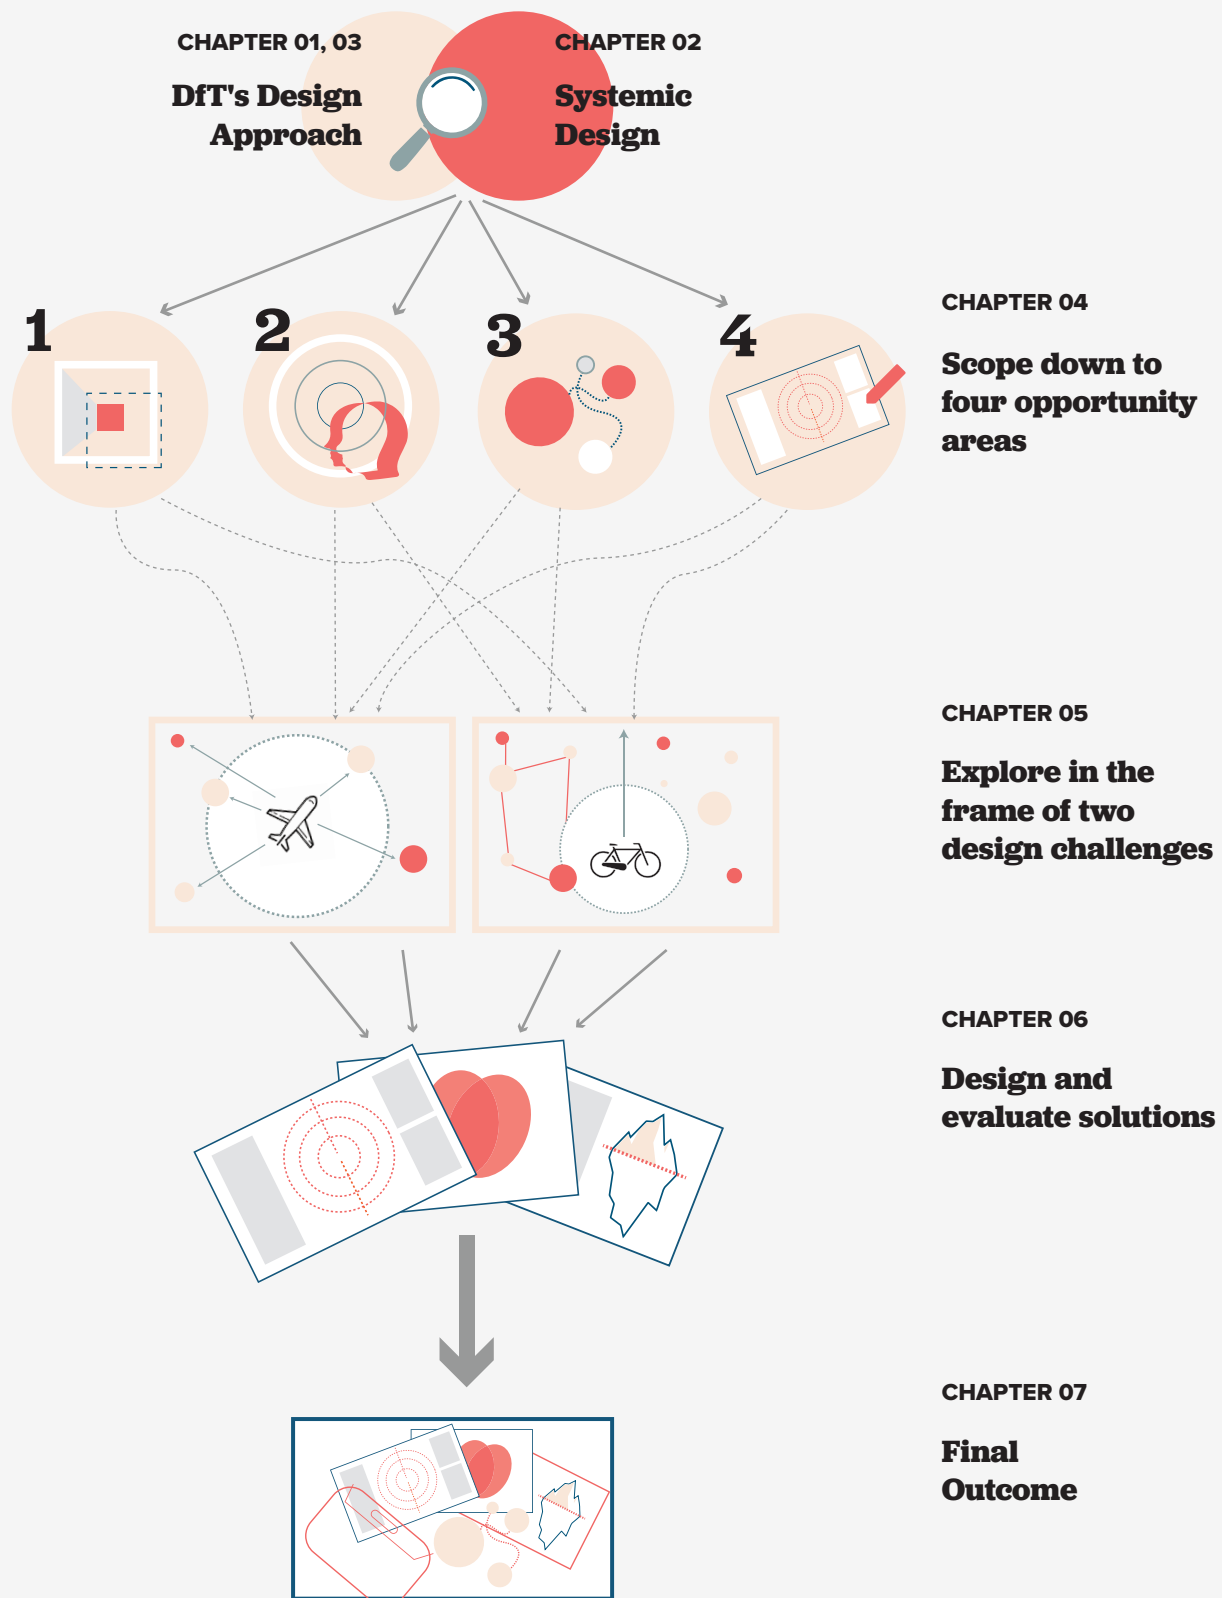 CHAPTER 01, 03
DfT's Design
Approach
CHAPTER 02
Systemic
Design
1
2
3
4
CHAPTER 04
Scope down to
four opportunity
areas
CHAPTER 05
Explore in the
frame of two
design challenges
CHAPTER 06
Design and
evaluate solutions
CHAPTER 07
Final
Outcome